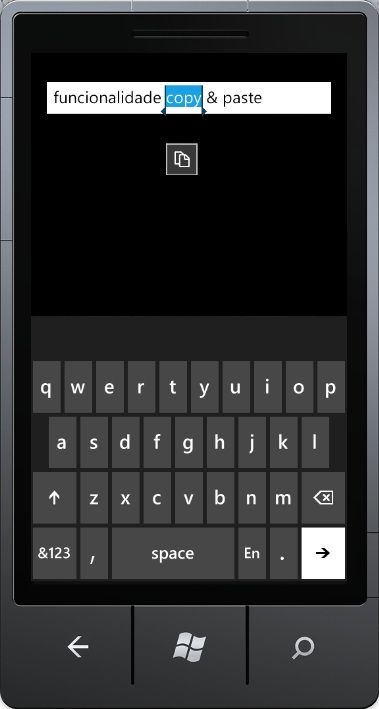 funcionalidade copy & paste
q w e r t y u i o p
a s d f g h j k l
z x c v b n m
&123 , space En .